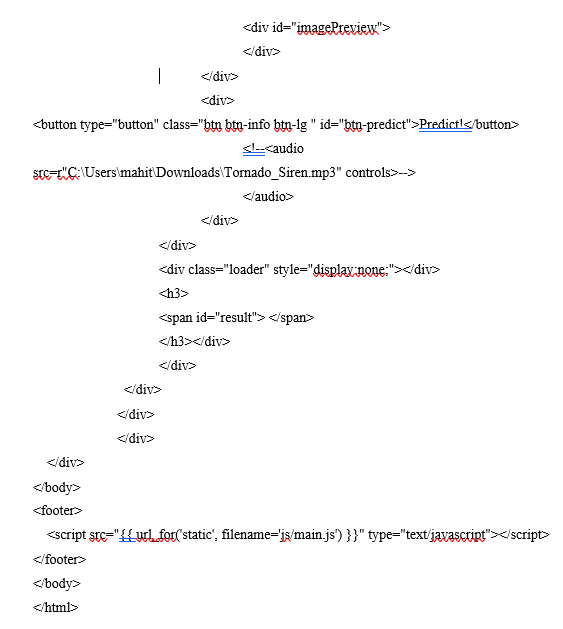 <div id="imagePreview">
</div>
</div>
<div>
<button type="button" class="btn btn-info btn-lg " id="btn-predict">Predict!</button>
<!--<audio
src=r"C:\Users\mahit\Downloads\Tornado_Siren.mp3" controls>-->
</audio>
</div>
</div>
<div class="loader" style="display:none;"></div>
<h3>
<span id="result"> </span>
</h3></div>
</div>
</div>
</div>
</div>
</div>
</body>
<footer>
<script src="{{ url_for('static', filename='js/main.js') }}" type="text/javascript"></script>
</footer>
</body>
</html>